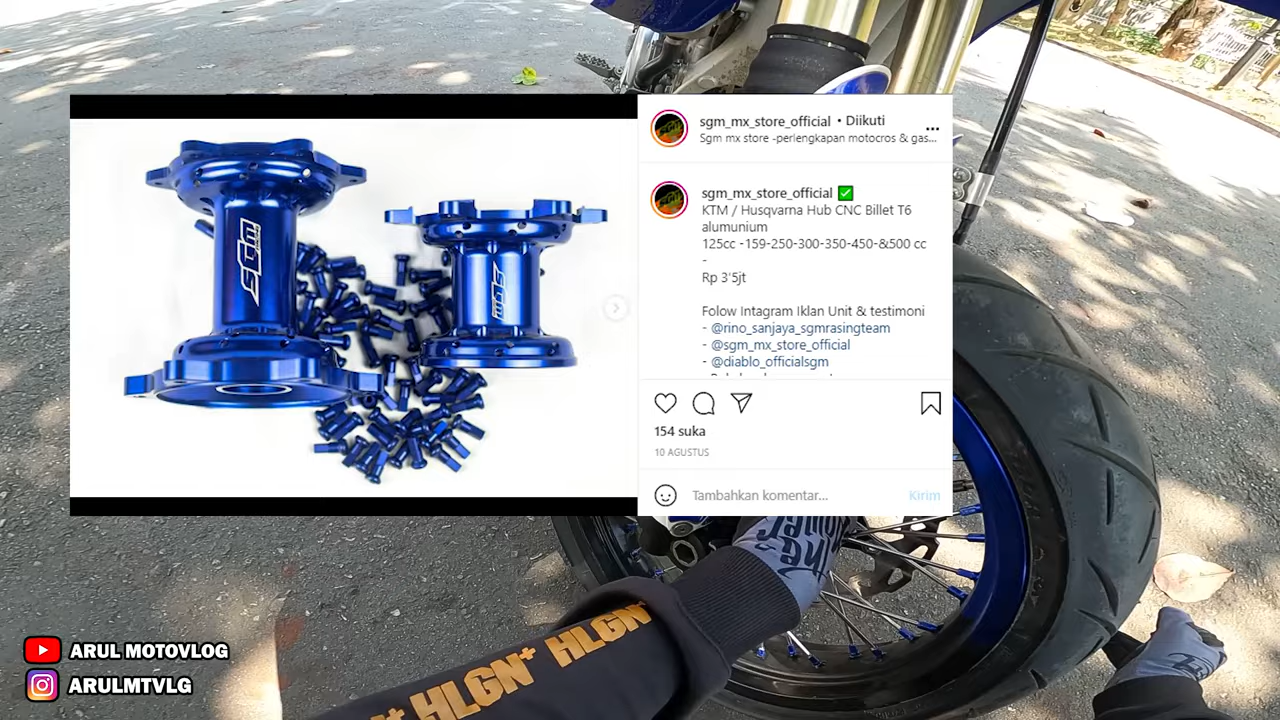 sgm_mx_store_official • Diikuti
Sgm mx store -perlengkapan motocros & gas...
sgm_mx_store_official ✅
KTM / Husqvarna Hub CNC Billet T6
alumunium
125cc -159-250-300-350-450-&500 cc
-
Rp 3'5jt
Folow Intagram Iklan Unit & testimoni
- @rino_sanjaya_sgmrasingteam
- @sgm_mx_store_official
- @diablo_officialsgm
154 suka
10 AGUSTUS
Tambahkan komentar...
Kirim
SGM
SGM
HLGN+ HLGN
ARUL MOTOVLOG
ARULMTVLG